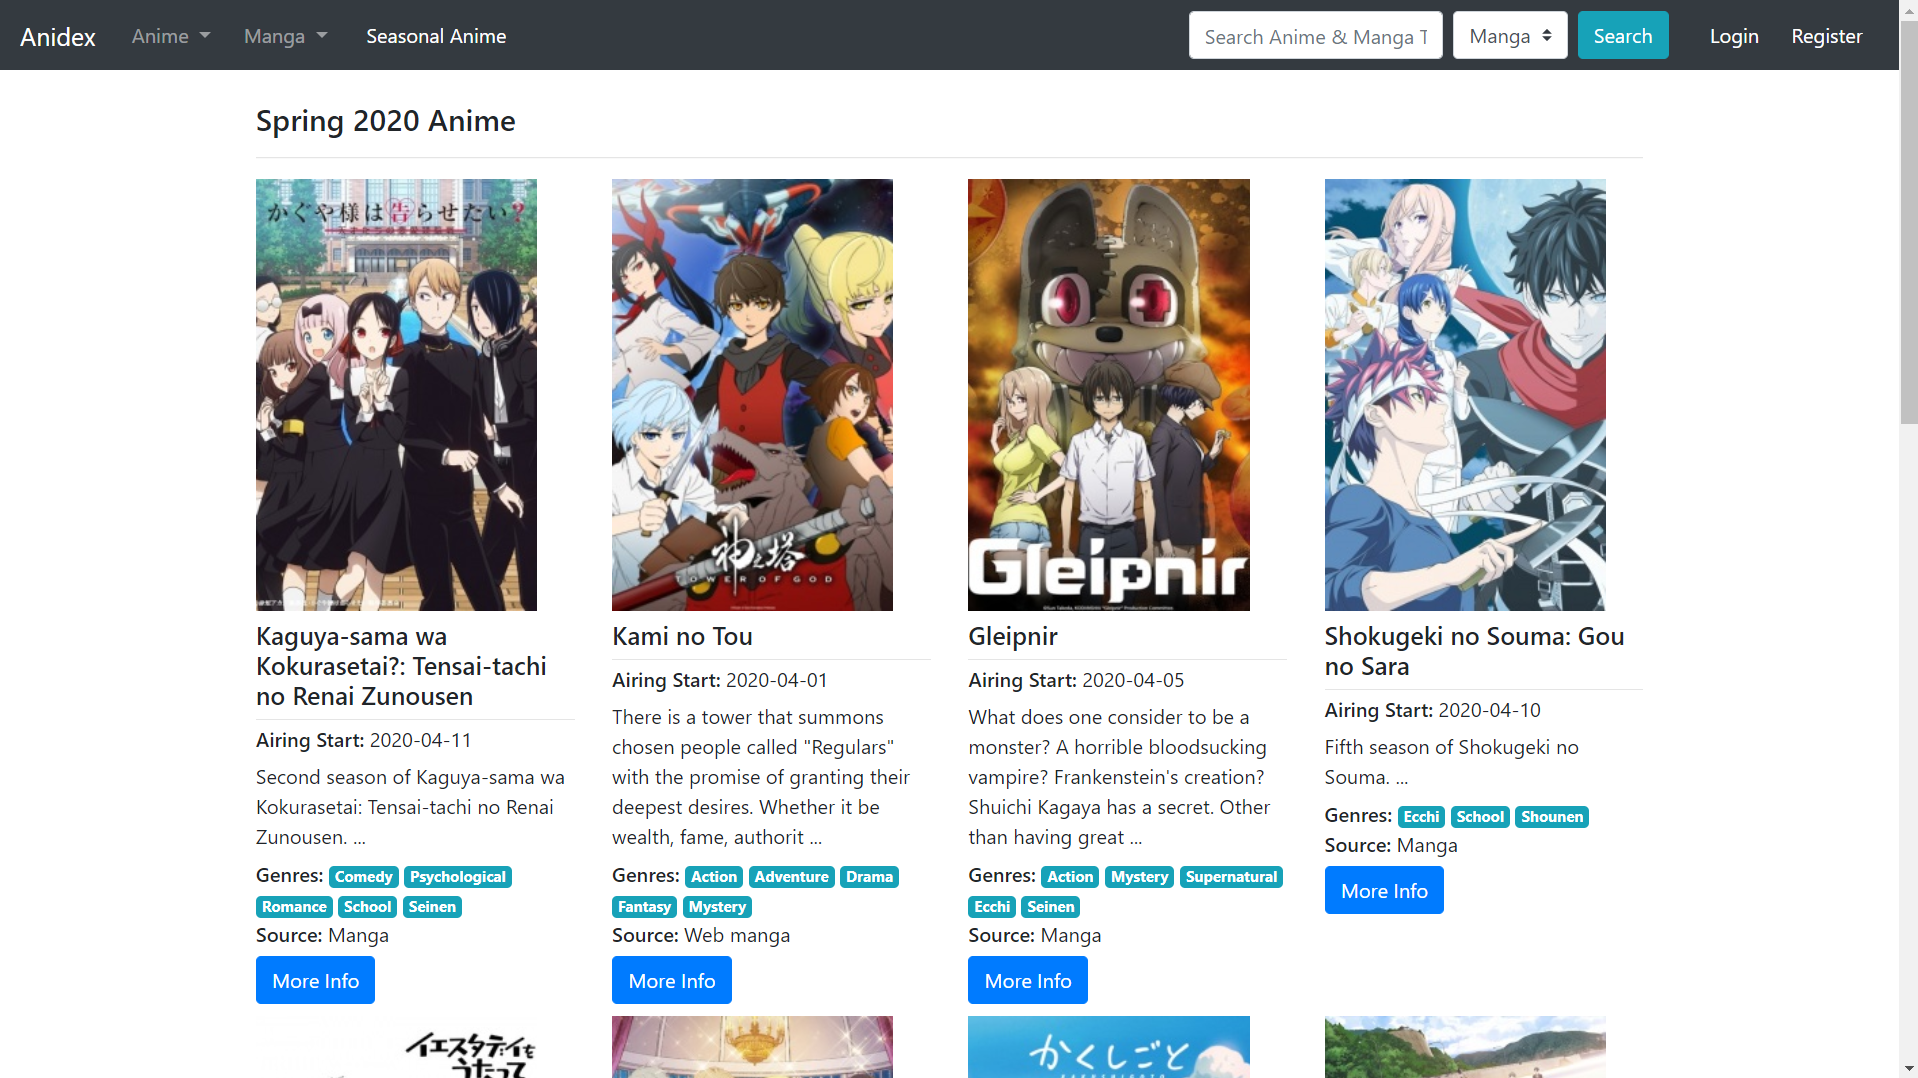 Anidex Anime Manga Seasonal Anime Search Anime & Manga T Manga Search Login Register
Spring 2020 Anime
かぐや様は告らせたい?
神之塔
TOWER OF GOD
Gleipnir
Kaguya-sama wa
Kokurasetai?: Tensai-tachi
no Renai Zunousen
Airing Start: 2020-04-11
Second season of Kaguya-sama wa
Kokurasetai: Tensai-tachi no Renai
Zunousen. ...
Genres: Comedy Psychological
Romance School Seinen
Source: Manga
More Info
Kami no Tou
Airing Start: 2020-04-01
There is a tower that summons
chosen people called "Regulars"
with the promise of granting their
deepest desires. Whether it be
wealth, fame, authorit ...
Genres: Action Adventure Drama
Fantasy Mystery
Source: Web manga
More Info
Gleipnir
Airing Start: 2020-04-05
What does one consider to be a
monster? A horrible bloodsucking
vampire? Frankenstein's creation?
Shuichi Kagaya has a secret. Other
than having great ...
Genres: Action Mystery Supernatural
Ecchi Seinen
Source: Manga
More Info
Shokugeki no Souma: Gou
no Sara
Airing Start: 2020-04-10
Fifth season of Shokugeki no
Souma. ...
Genres: Ecchi School Shounen
Source: Manga
More Info
イエスタデイを
うたって
かくしごと